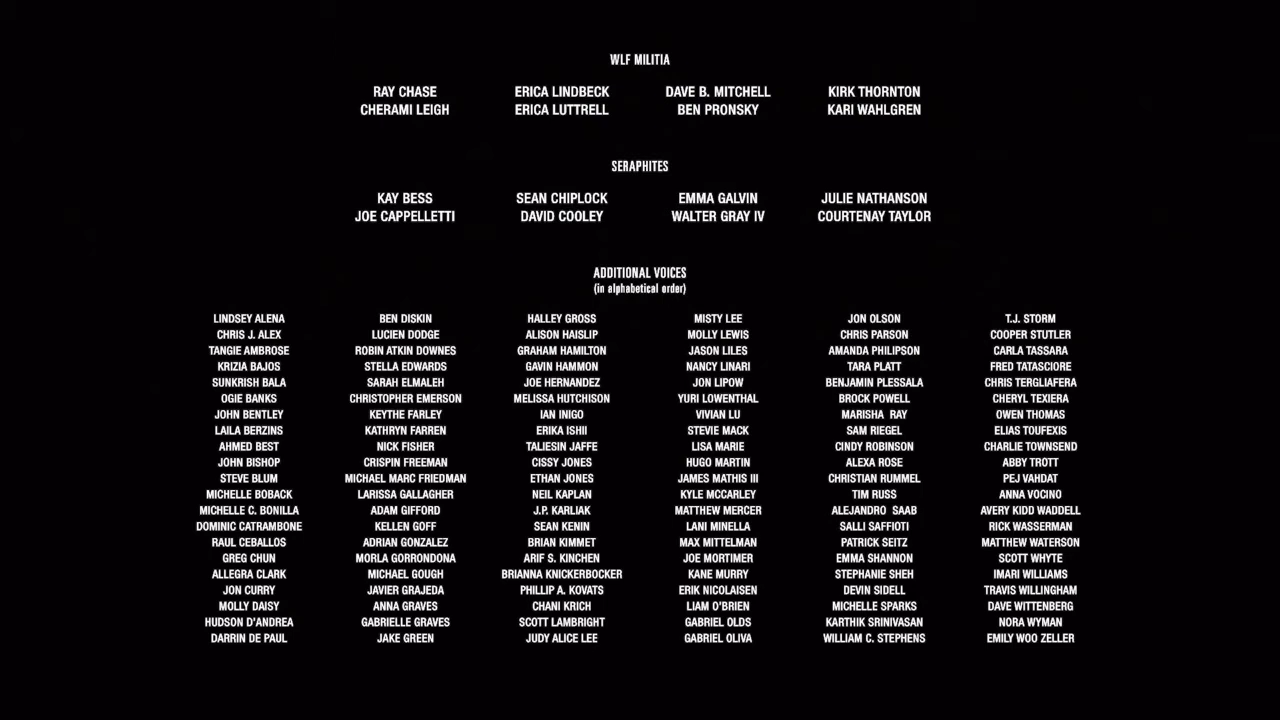 WLF MILITIA
RAY CHASE ERICA LINDBECK DAVE B. MITCHELL KIRK THORNTON
CHERAMI LEIGH ERICA LUTTRELL BEN PRONSKY KARI WAHLGREN
SERAPHITES
KAY BESS SEAN CHIPLOCK EMMA GALVIN JULIE NATHANSON
JOE CAPPELLETTI DAVID COOLEY WALTER GRAY IV COURTENAY TAYLOR
ADDITIONAL VOICES
(in alphabetical order)
LINDSEY ALENA BEN DISKIN HALLEY GROSS MISTY LEE JON OLSON T.J. STORM
CHRIS J. ALEX LUCIEN DODGE ALISON HAISLIP MOLLY LEWIS CHRIS PARSON COOPER STUTLER
TANGIE AMBROSE ROBIN ATKIN DOWNES GRAHAM HAMILTON JASON LILES AMANDA PHILIPSON CARLA TASSARA
KRIZIA BAJOS STELLA EDWARDS GAVIN HAMMON NANCY LINARI TARA PLATT FRED TATASCIORE
SUNKRISH BALA SARAH ELMALEH JOE HERNANDEZ JON LIPOW BENJAMIN PLESSALA CHRIS TERGLIAFERA
OGIE BANKS CHRISTOPHER EMERSON MELISSA HUTCHISON YURI LOWENTHAL BROCK POWELL CHERYL TEXIERA
JOHN BENTLEY KEYTHE FARLEY IAN INIGO VIVIAN LU MARISHA RAY OWEN THOMAS
LAILA BERZINS KATHRYN FARREN ERIKA ISHII STEVIE MACK SAM RIEGEL ELIAS TOUFEXIS
AHMED BEST NICK FISHER TALIESIN JAFFE LISA MARIE CINDY ROBINSON CHARLIE TOWNSEND
JOHN BISHOP CRISPIN FREEMAN CISSY JONES HUGO MARTIN ALEXA ROSE ABBY TROTT
STEVE BLUM MICHAEL MARC FRIEDMAN ETHAN JONES JAMES MATHIS III CHRISTIAN RUMMEL PEJ VAHDAT
MICHELLE BOBACK LARISSA GALLAGHER NEIL KAPLAN KYLE MCCARLEY TIM RUSS ANNA VOCINO
MICHELLE C. BONILLA ADAM GIFFORD J.P. KARLIAK MATTHEW MERCER ALEJANDRO SAAB AVERY KIDD WADDELL
DOMINIC CATRAMBONE KELLEN GOFF SEAN KENIN LANI MINELLA SALLI SAFFIOTI RICK WASSERMAN
RAUL CEBALLOS ADRIAN GONZALEZ BRIAN KIMMET MAX MITTELMAN PATRICK SEITZ MATTHEW WATERSON
GREG CHUN MORLA GORRONDONA ARIF S. KINCHEN JOE MORTIMER EMMA SHANNON SCOTT WHYTE
ALLEGRA CLARK MICHAEL GOUGH BRIANNA KNICKERBOCKER KANE MURRY STEPHANIE SHEH IMARI WILLIAMS
JON CURRY JAVIER GRAJEDA PHILLIP A. KOVATS ERIK NICOLAISEN DEVIN SIDELL TRAVIS WILLINGHAM
MOLLY DAISY ANNA GRAVES CHANI KRICH LIAM O'BRIEN MICHELLE SPARKS DAVE WITTENBERG
HUDSON D'ANDREA GABRIELLE GRAVES SCOTT LAMBRIGHT GABRIEL OLDS KARTHIK SRINIVASAN NORA WYMAN
DARRIN DE PAUL JAKE GREEN JUDY ALICE LEE GABRIEL OLIVA WILLIAM C. STEPHENS EMILY WOO ZELLER